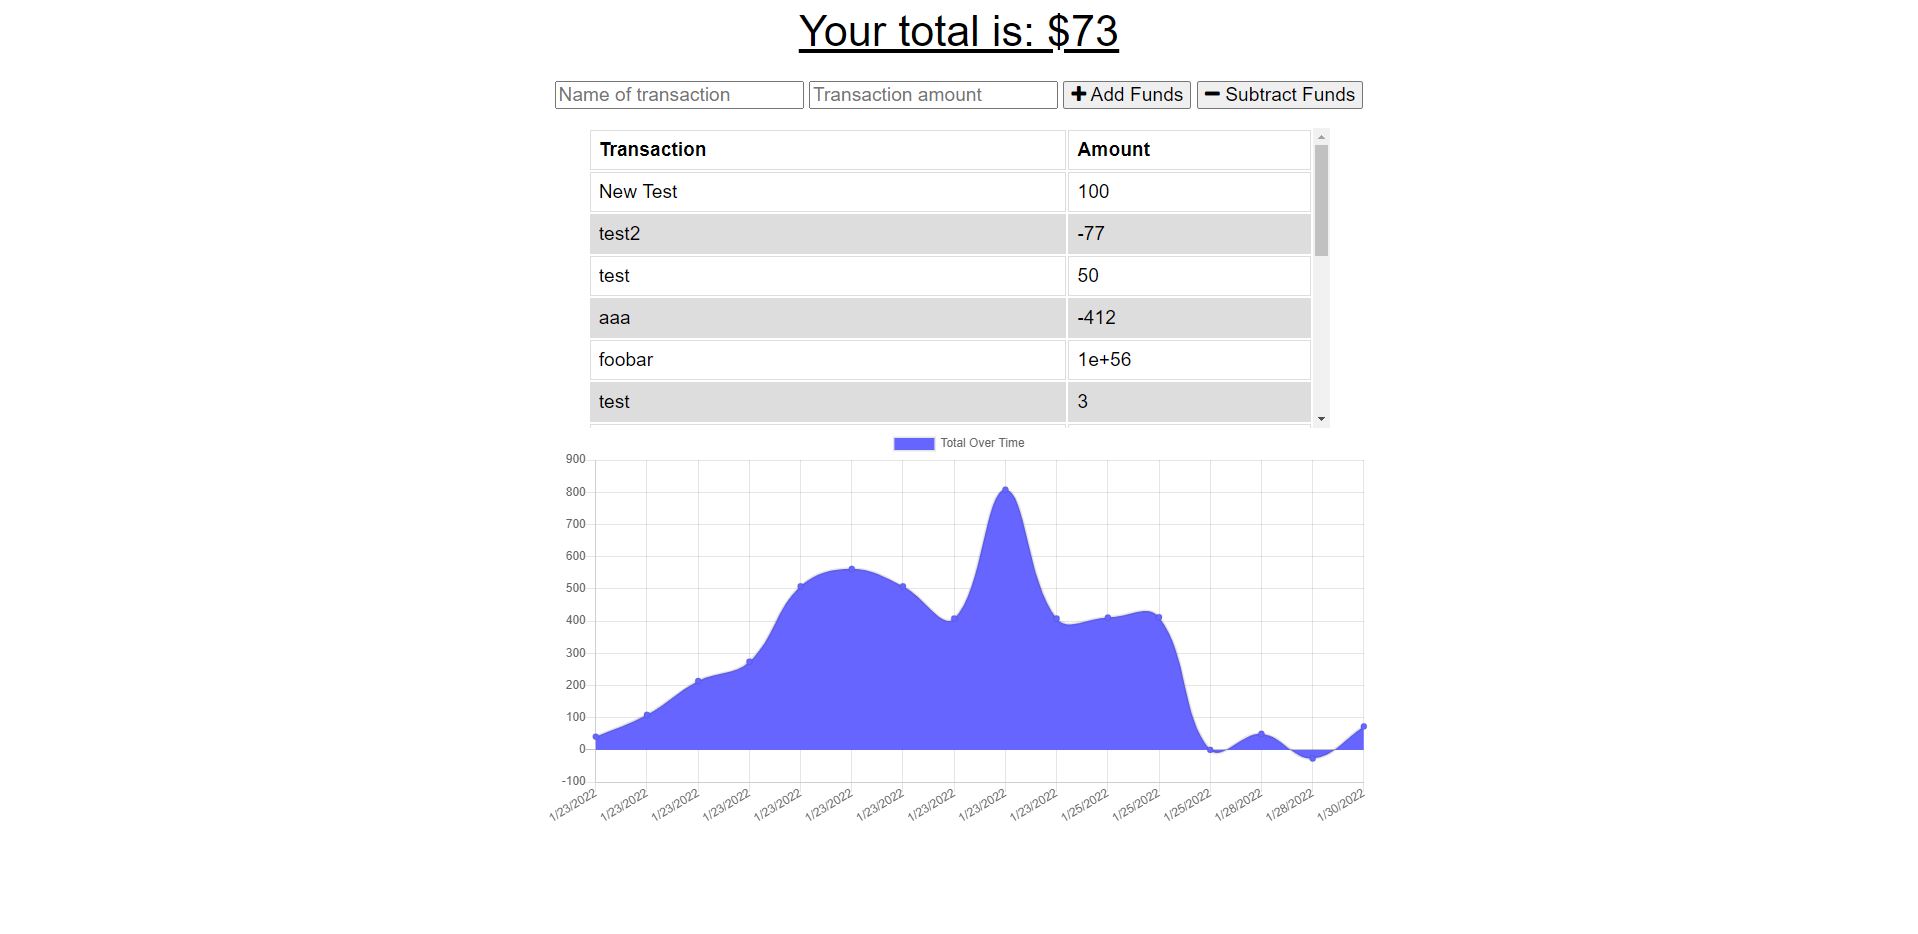 Your total is: $73
Name of transaction Transaction amount Add Funds Subtract Funds
Transaction Amount
New Test 100
test2 -77
test 50
aaa -412
foobar 1e+56
test 3
Total Over Time
900
800
700
600
500
400
300
200
100
0
-100
1/23/2022 1/23/2022 1/23/2022 1/23/2022 1/23/2022 1/23/2022 1/23/2022 1/23/2022 1/23/2022 1/23/2022 1/25/2022 1/25/2022 1/25/2022 1/28/2022 1/28/2022 1/30/2022